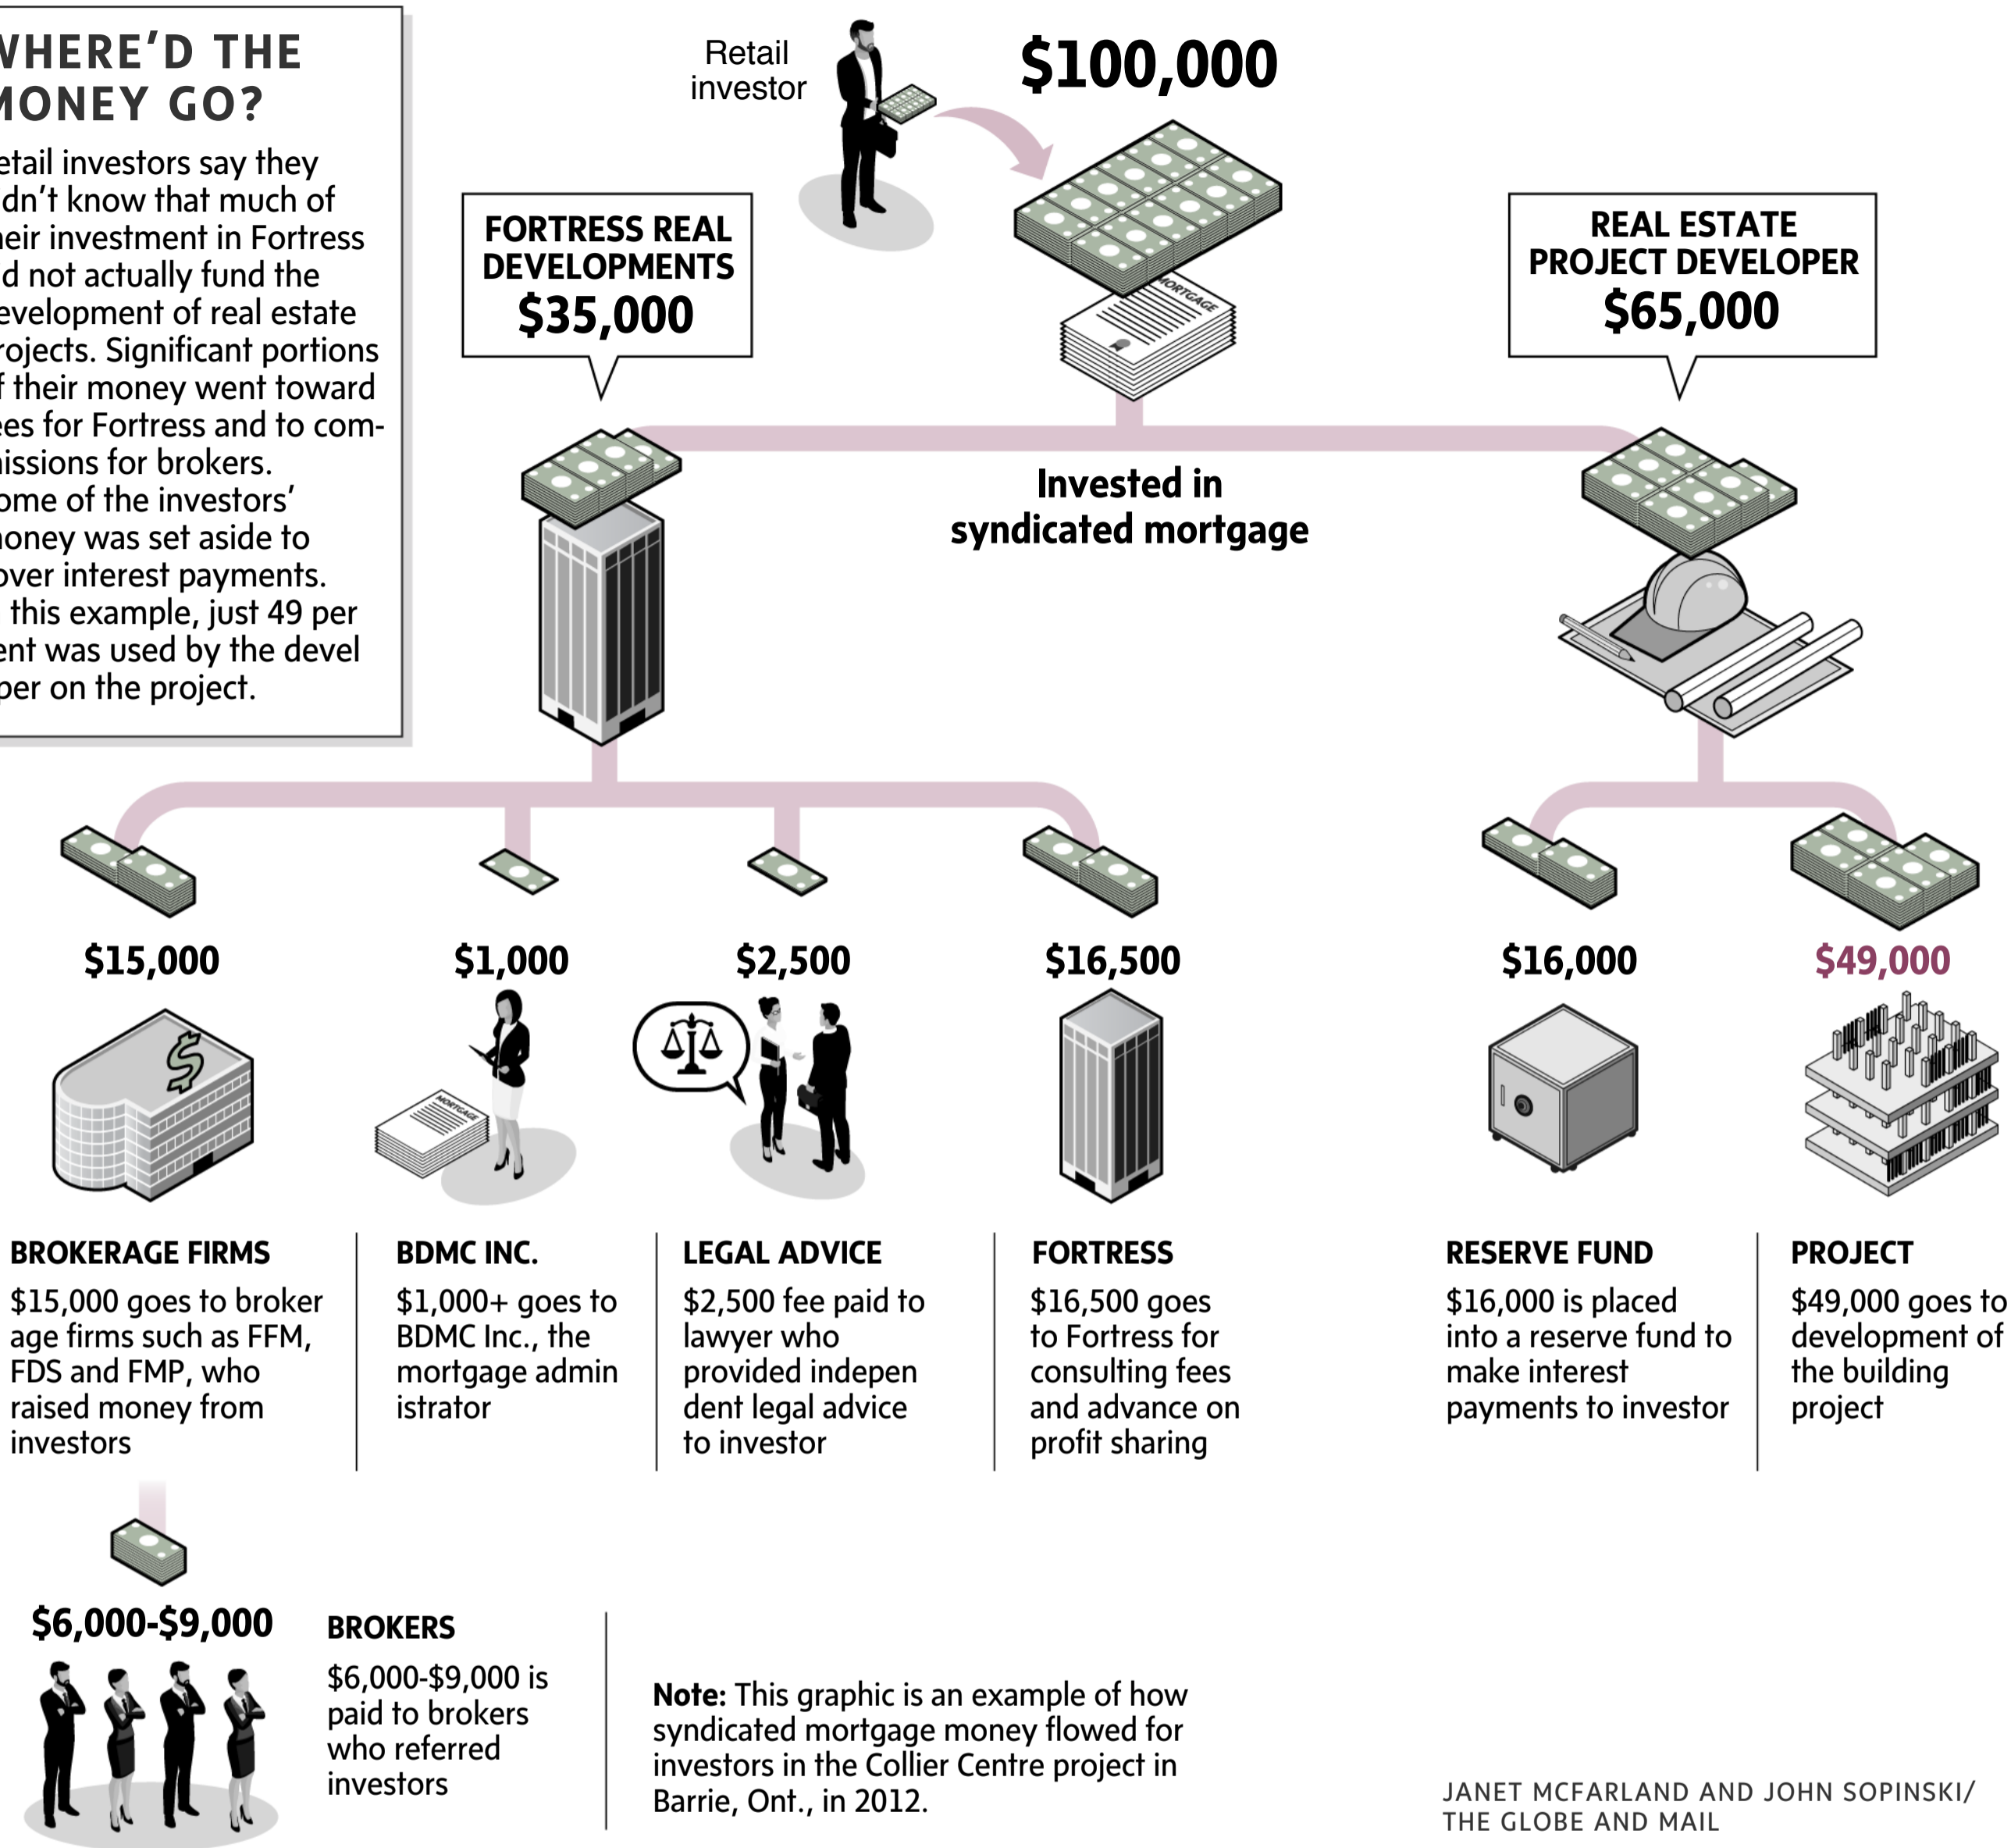 WHERE'D THE
MONEY GO?
etail investors say they
dn't know that much of
heir investment in Fortress
d not actually fund the
evelopment of real estate
rojects. Significant portions
f their money went toward
ees for Fortress and to com-
issions for brokers.
ome of the investors'
oney was set aside to
over interest payments.
this example, just 49 per
ent was used by the devel
per on the project.
Retail
investor
$100,000
MORTGAGE
FORTRESS REAL
DEVELOPMENTS
$35,000
REAL ESTATE
PROJECT DEVELOPER
$65,000
Invested in
syndicated mortgage
$15,000
$1,000
$2,500
$16,500
$16,000
$49,000
$
MORTGAGE
BROKERAGE FIRMS
$15,000 goes to broker
age firms such as FFM,
FDS and FMP, who
raised money from
investors
BDMC INC.
$1,000+ goes to
BDMC Inc., the
mortgage admin
istrator
LEGAL ADVICE
$2,500 fee paid to
lawyer who
provided indepen
dent legal advice
to investor
FORTRESS
$16,500 goes
to Fortress for
consulting fees
and advance on
profit sharing
RESERVE FUND
$16,000 is placed
into a reserve fund to
make interest
payments to investor
PROJECT
$49,000 goes to
development of
the building
project
$6,000-$9,000
BROKERS
$6,000-$9,000 is
paid to brokers
who referred
investors
Note: This graphic is an example of how
syndicated mortgage money flowed for
investors in the Collier Centre project in
Barrie, Ont., in 2012.
JANET MCFARLAND AND JOHN SOPINSKI/
THE GLOBE AND MAIL